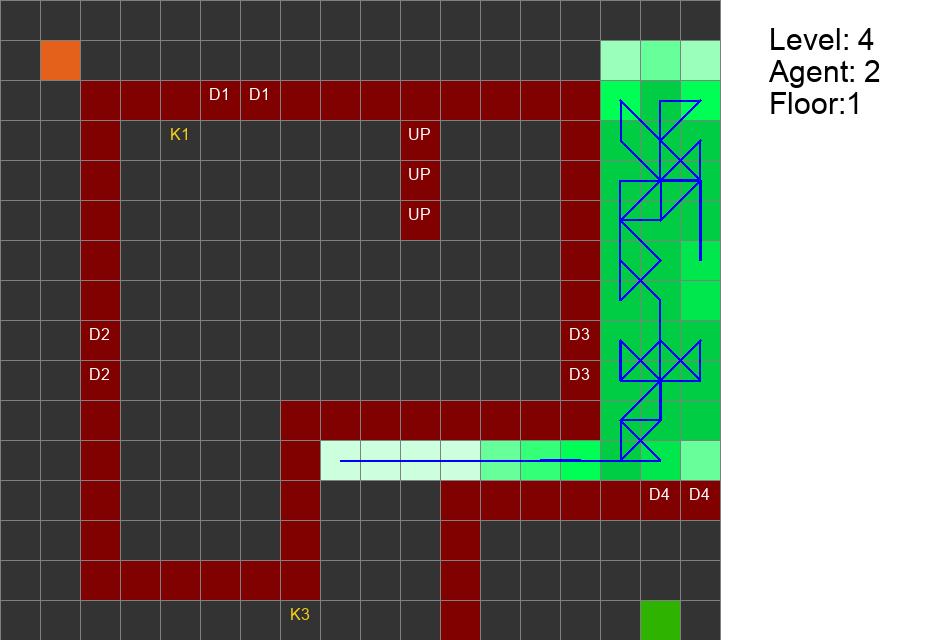 Level: 4
Agent: 2
Floor:1
D1 D1
K1
UP
UP
UP
D2
D3
D2
D3
D4 D4
K3